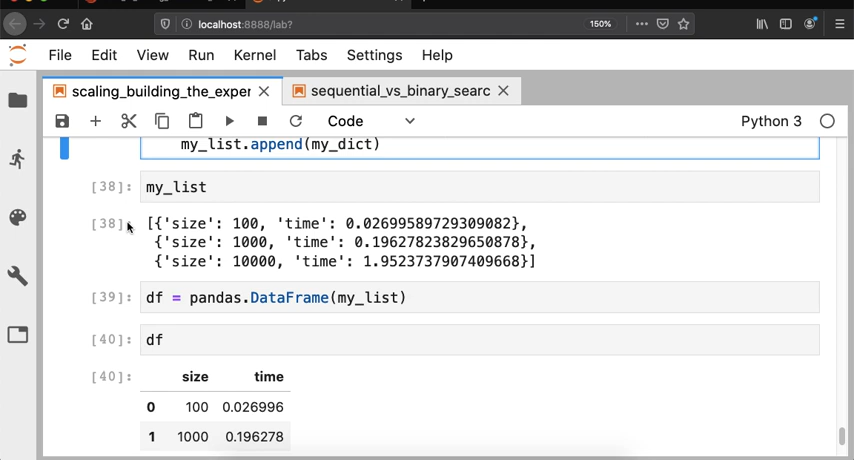 localhost:8888/lab?
150%
File Edit View Run Kernel Tabs Settings Help
scaling_building_the_exper
sequential_vs_binary_searc
Code
Python 3
my_list.append(my_dict)
[38]: my_list
[38]: [{'size': 100, 'time': 0.02699589729309082},
{'size': 1000, 'time': 0.19627823829650878},
{'size': 10000, 'time': 1.9523737907409668}]
[39]: df = pandas.DataFrame(my_list)
[40]: df
[40]: size time
0 100 0.026996
1 1000 0.196278